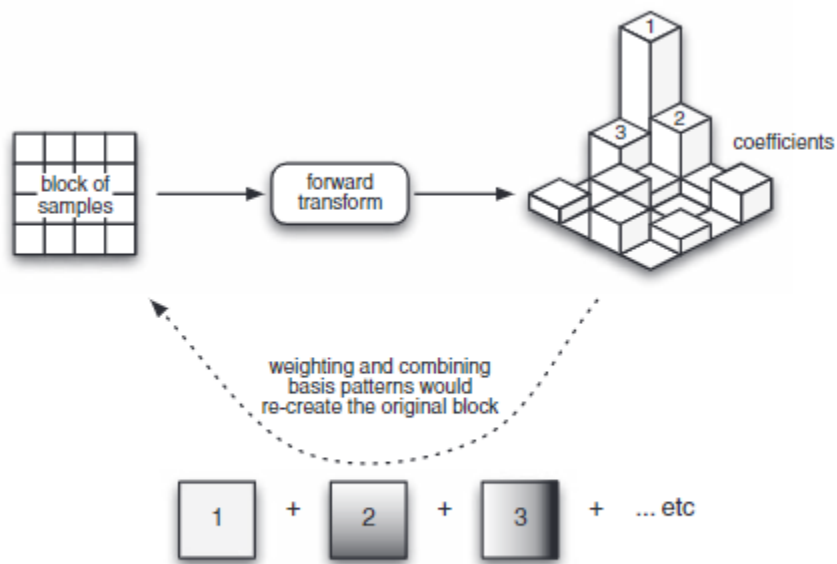 1
3
2
coefficients
block of
samples
forward
transform
weighting and combining
basis patterns would
re-create the original block
1 + 2 + 3 + ... etc